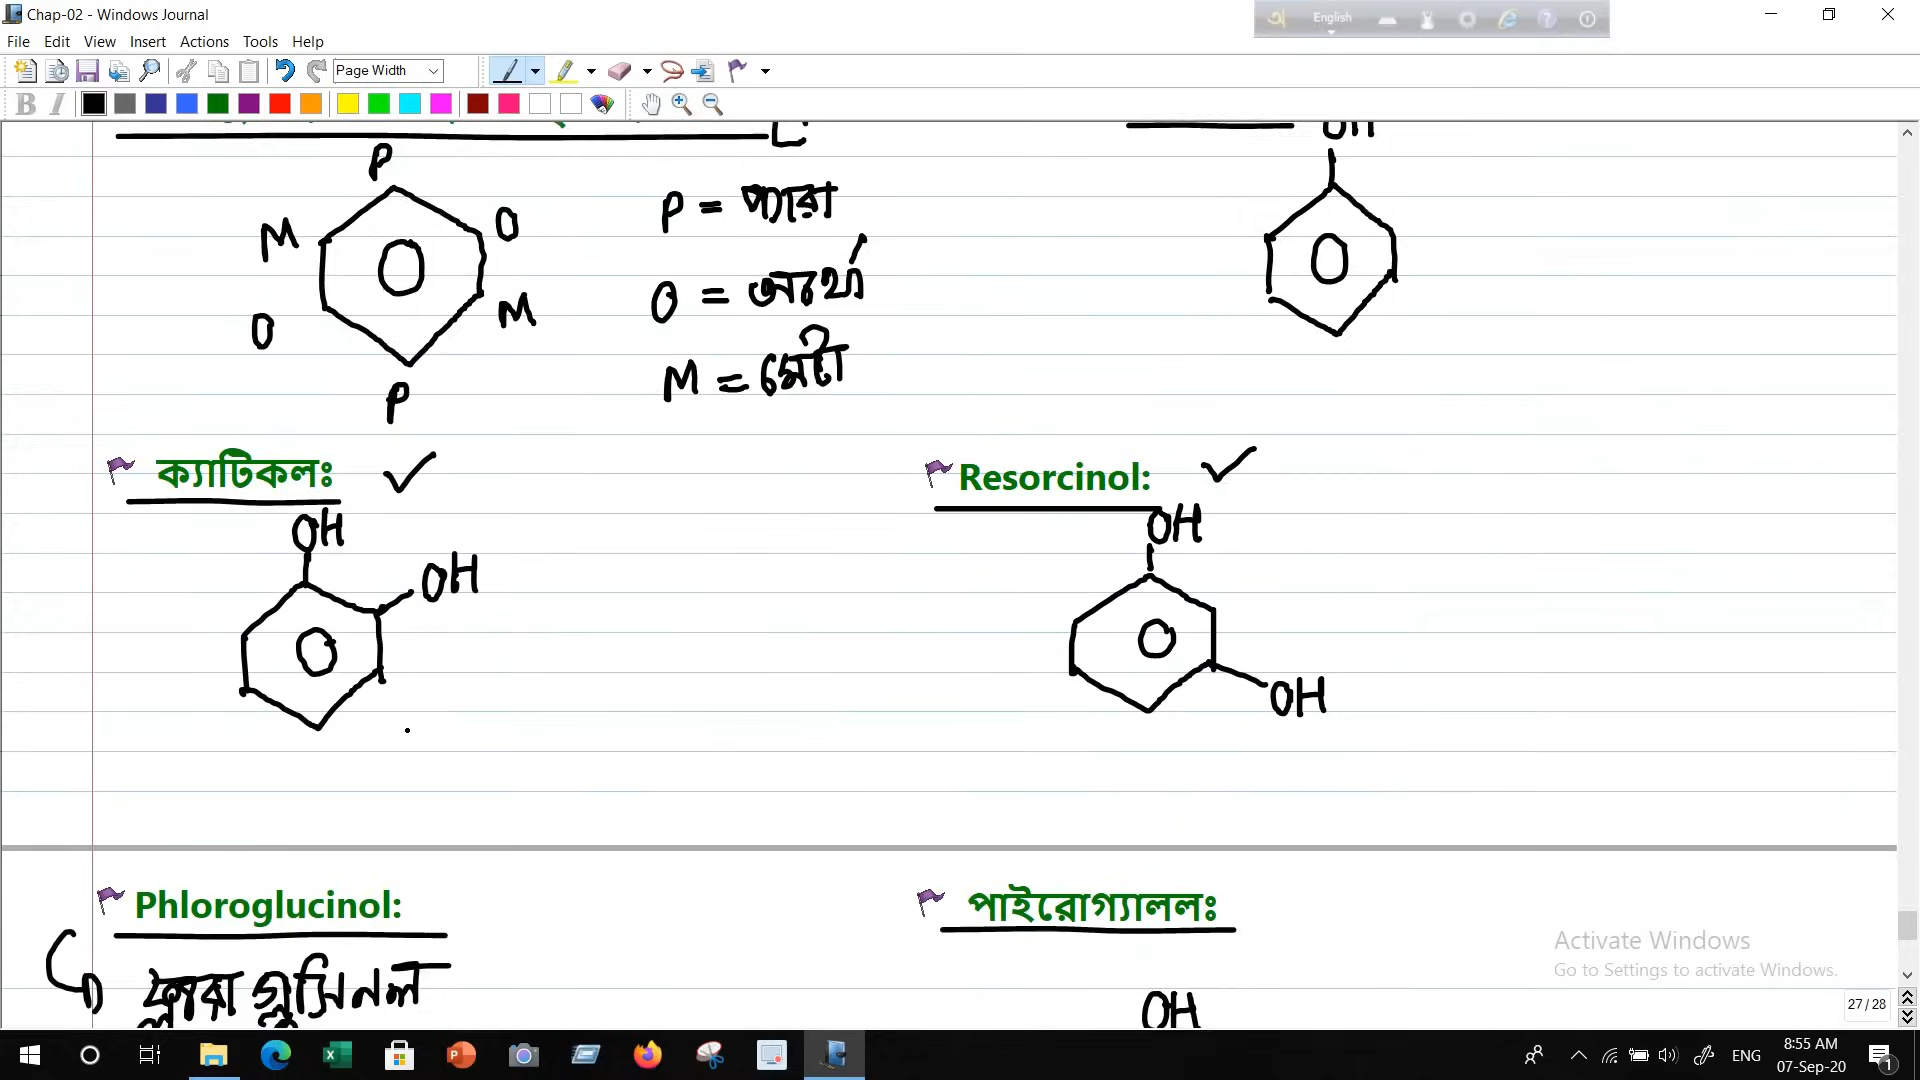 Chap-02 - Windows Journal
English
File Edit View Insert Actions Tools Help
Page Width
B I
OH
P
M
O
O
M
P
P = প্যারা
O = অর্থো
M = মেটা
ক্যাটিকলঃ
OH
OH
Resorcinol:
OH
OH
Phloroglucinol:
পাইরোগ্যাললঃ
OH
Activate Windows
Go to Settings to activate Windows.
27 / 28
ENG
8:55 AM
07-Sep-20
1